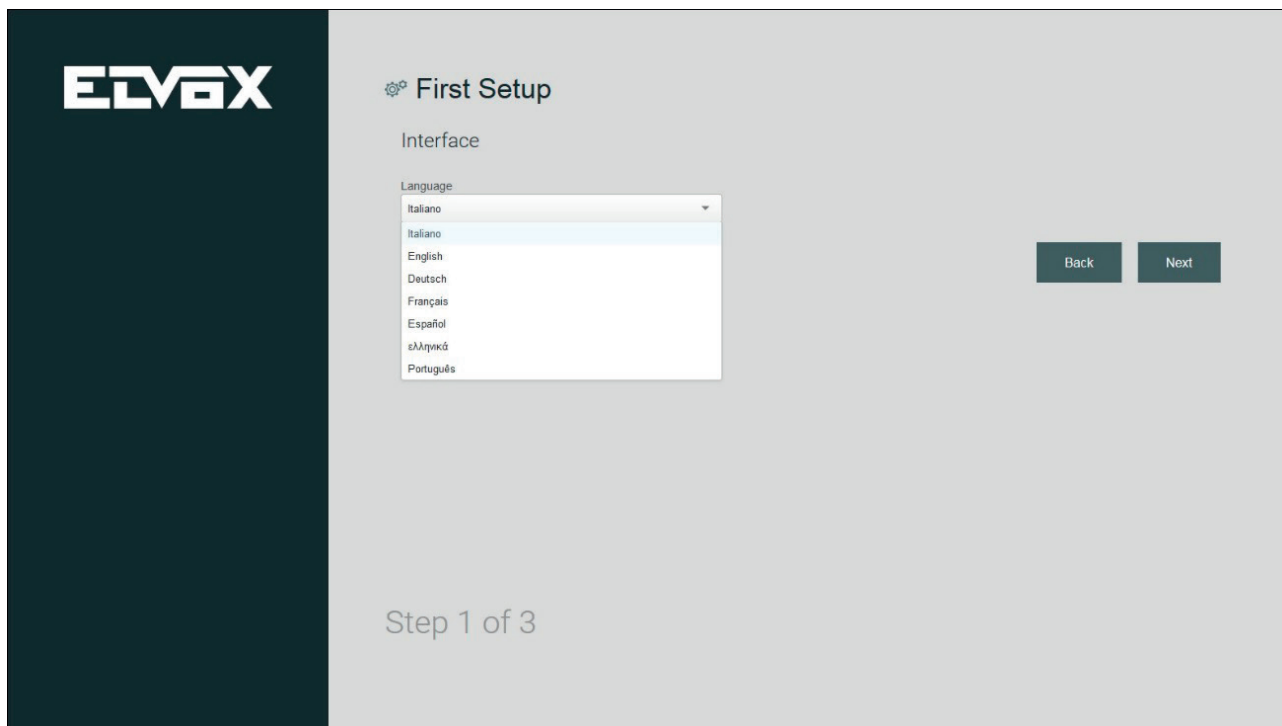 ELVOX
First Setup
Interface
Language
Italiano
Italiano
English
Deutsch
Français
Español
ελληνικά
Português
Back
Next
Step 1 of 3